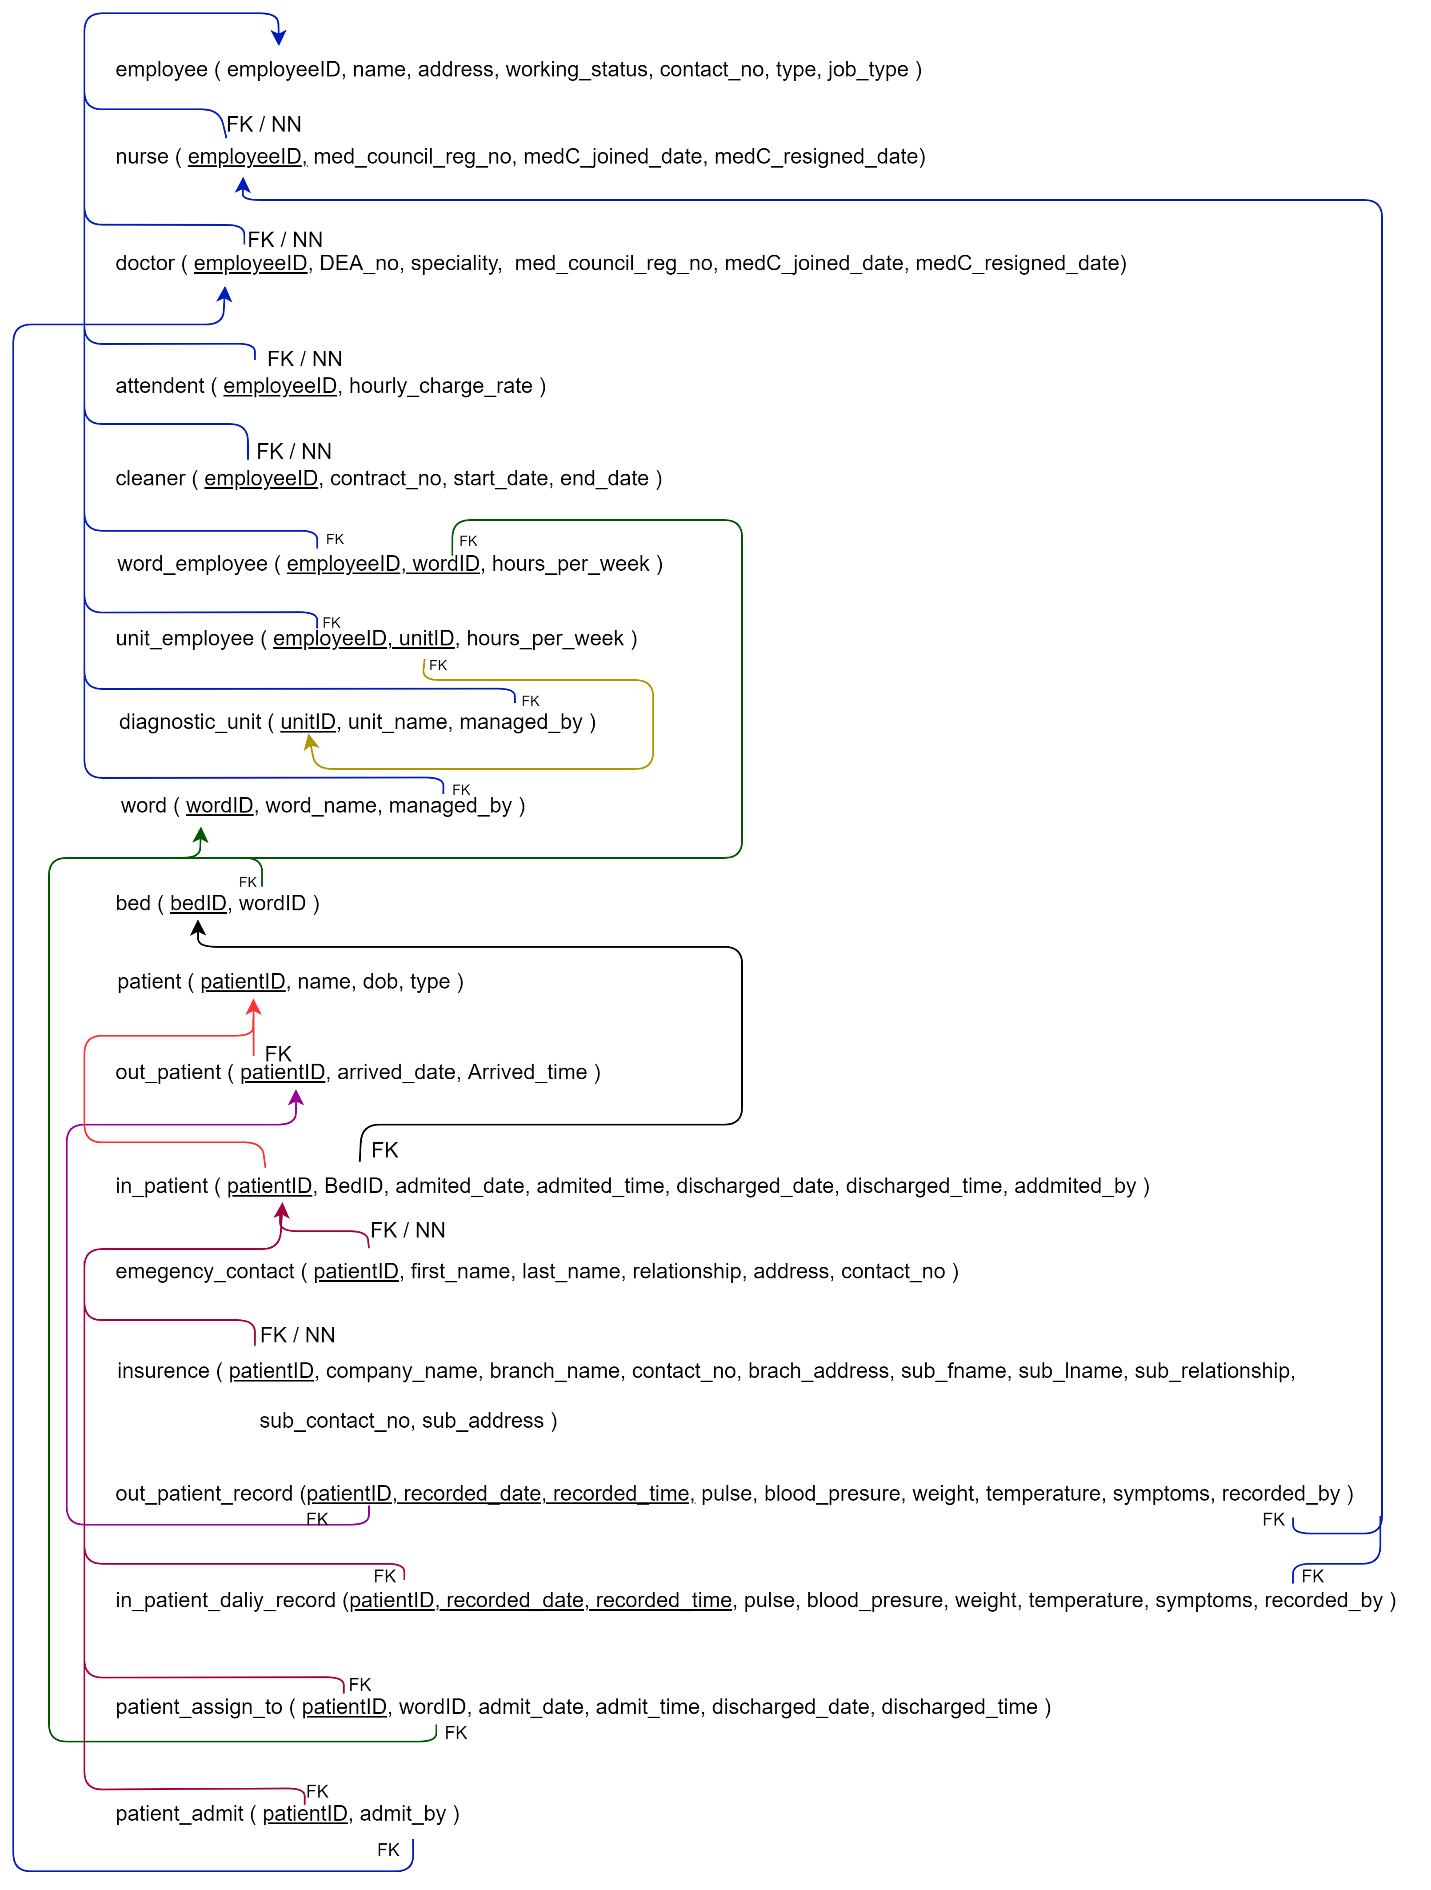 employee ( employeeID, name, address, working_status, contact_no, type, job_type )
FK / NN
nurse ( employeeID, med_council_reg_no, medC_joined_date, medC_resigned_date)
FK / NN
doctor ( employeeID, DEA_no, speciality,  med_council_reg_no, medC_joined_date, medC_resigned_date)
FK / NN
attendent ( employeeID, hourly_charge_rate )
FK / NN
cleaner ( employeeID, contract_no, start_date, end_date )
FK FK
word_employee ( employeeID, wordID, hours_per_week )
FK
unit_employee ( employeeID, unitID, hours_per_week )
FK
FK
diagnostic_unit ( unitID, unit_name, managed_by )
FK
word ( wordID, word_name, managed_by )
FK
bed ( bedID, wordID )
patient ( patientID, name, dob, type )
FK
out_patient ( patientID, arrived_date, Arrived_time )
FK
in_patient ( patientID, BedID, admited_date, admited_time, discharged_date, discharged_time, addmited_by )
FK / NN
emegency_contact ( patientID, first_name, last_name, relationship, address, contact_no )
FK / NN
insurence ( patientID, company_name, branch_name, contact_no, brach_address, sub_fname, sub_lname, sub_relationship,
sub_contact_no, sub_address )
out_patient_record (patientID, recorded_date, recorded_time, pulse, blood_presure, weight, temperature, symptoms, recorded_by )
FK FK
FK FK
in_patient_daliy_record (patientID, recorded_date, recorded_time, pulse, blood_presure, weight, temperature, symptoms, recorded_by )
FK
patient_assign_to ( patientID, wordID, admit_date, admit_time, discharged_date, discharged_time )
FK
FK
patient_admit ( patientID, admit_by )
FK